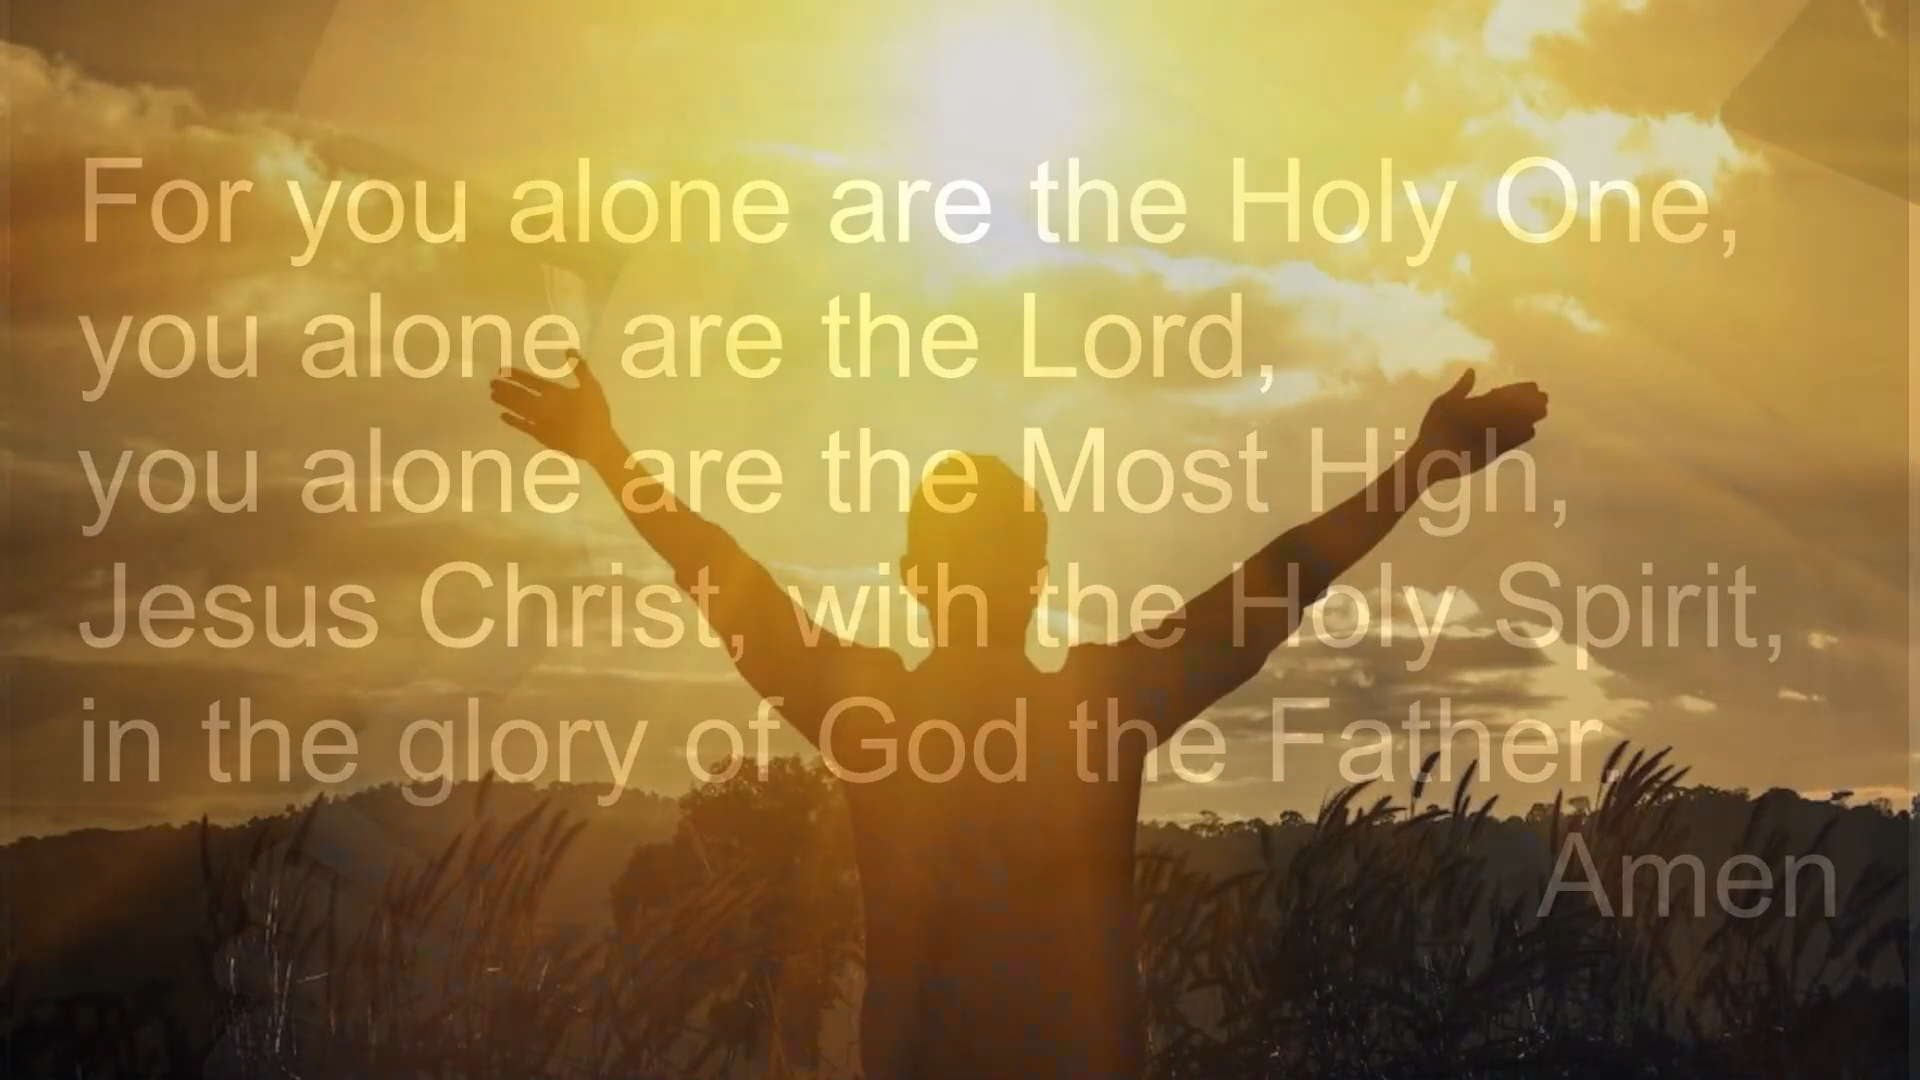 For you alone are the Holy One,
you alone are the Lord,
you alone are the Most High,
Jesus Christ, with the Holy Spirit,
in the glory of God the Father.
Amen